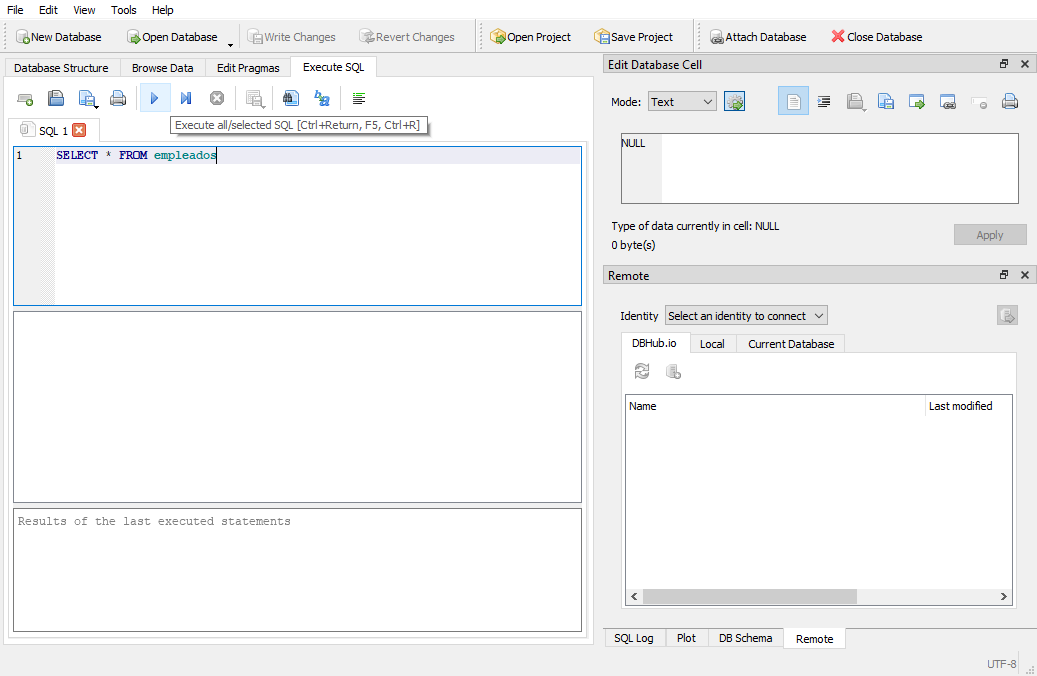 File Edit View Tools Help
New Database Open Database Write Changes Revert Changes Open Project Save Project Attach Database Close Database
Database Structure Browse Data Edit Pragmas Execute SQL
Execute all/selected SQL [Ctrl+Return, F5, Ctrl+R]
SQL 1
1 SELECT * FROM empleados
Results of the last executed statements
Edit Database Cell
Mode: Text
NULL
Type of data currently in cell: NULL
0 byte(s)
Apply
Remote
Identity Select an identity to connect
DBHub.io Local Current Database
Name Last modified
SQL Log Plot DB Schema Remote
UTF-8